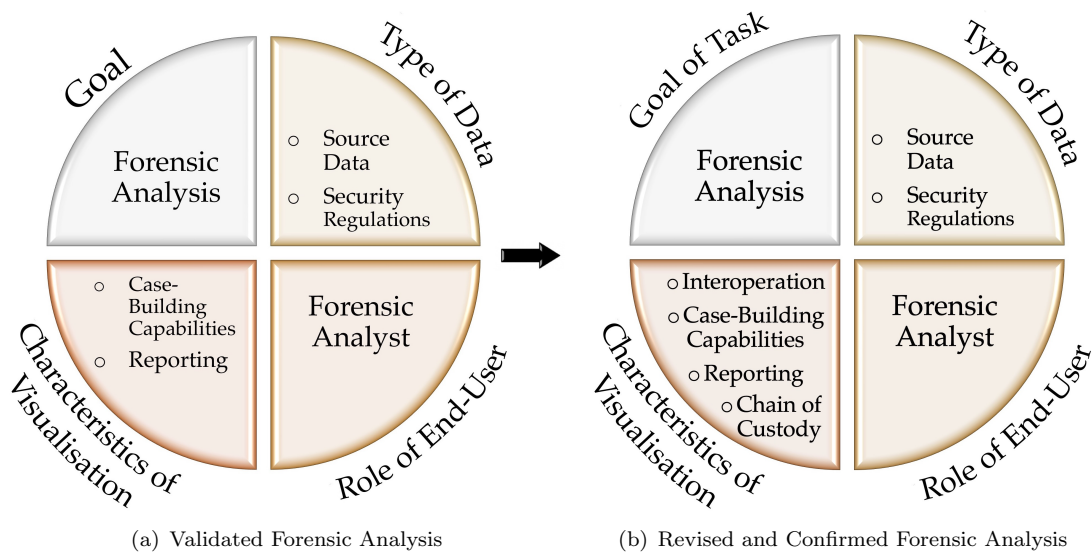 Goal
Type of Data
Forensic
Analysis
○ Source
Data
○ Security
Regulations
○ Case-
Building
Capabilities
○ Reporting
Forensic
Analyst
Characteristics of
Visualisation
Role of End-User
(a) Validated Forensic Analysis
Goal of Task
Type of Data
Forensic
Analysis
○ Source
Data
○ Security
Regulations
○ Interoperation
○ Case-Building
Capabilities
○ Reporting
○ Chain of
Custody
Forensic
Analyst
Characteristics of
Visualisation
Role of End-User
(b) Revised and Confirmed Forensic Analysis